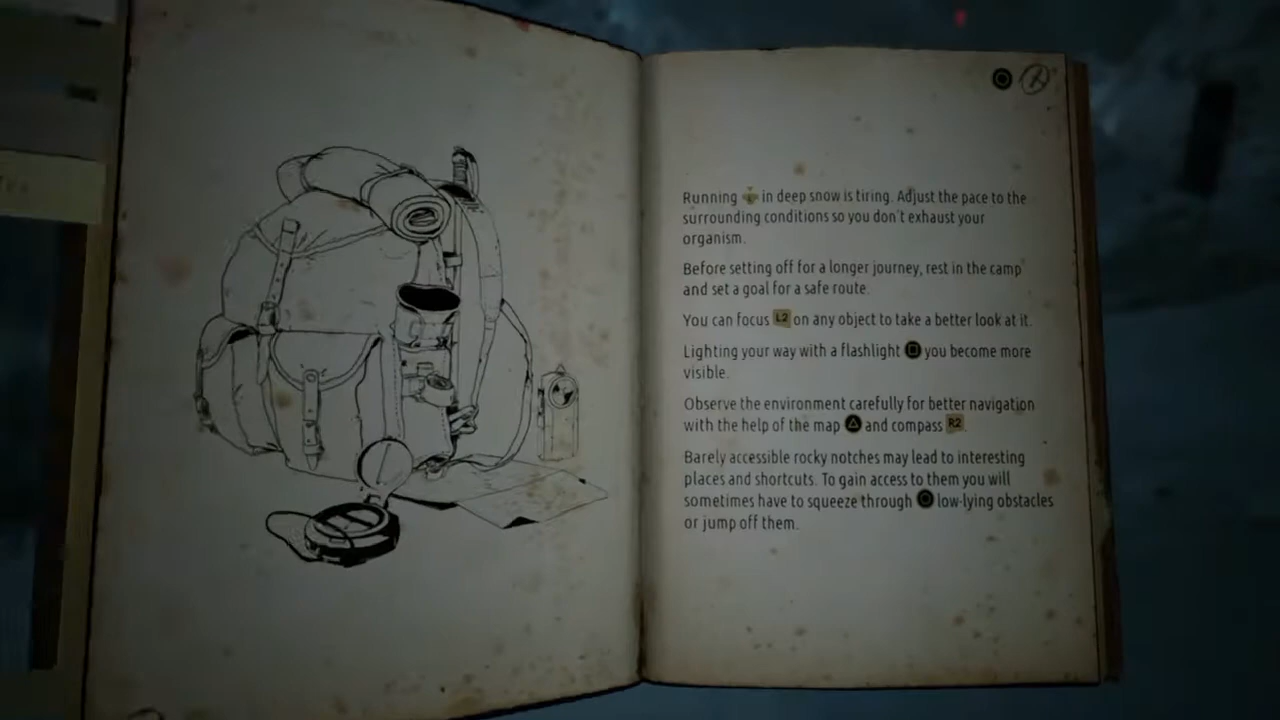 Running L in deep snow is tiring. Adjust the pace to the
surrounding conditions so you don't exhaust your
organism.
Before setting off for a longer journey, rest in the camp
and set a goal for a safe route.
You can focus L2 on any object to take a better look at it.
Lighting your way with a flashlight you become more
visible.
Observe the environment carefully for better navigation
with the help of the map and compass R2
Barely accessible rocky notches may lead to interesting
places and shortcuts. To gain access to them you will
sometimes have to squeeze through low-lying obstacles
or jump off them.